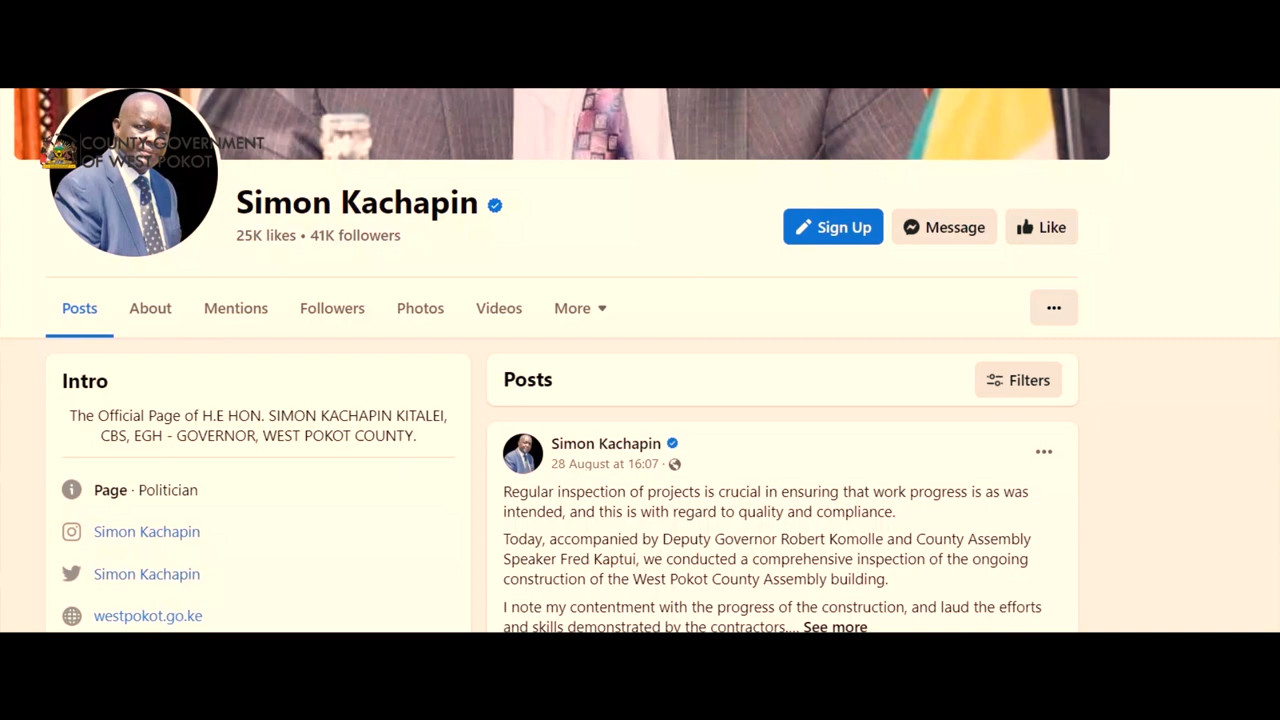 COUNTY GOVERNMENT
OF WEST POKOT
Simon Kachapin
25K likes • 41K followers
Sign Up
Message
Like
Posts
About
Mentions
Followers
Photos
Videos
More
Intro
The Official Page of H.E HON. SIMON KACHAPIN KITALEI,
CBS, EGH - GOVERNOR, WEST POKOT COUNTY.
Page · Politician
Simon Kachapin
Simon Kachapin
westpokot.go.ke
Posts
Filters
Simon Kachapin
28 August at 16:07 ·
Regular inspection of projects is crucial in ensuring that work progress is as was
intended, and this is with regard to quality and compliance.
Today, accompanied by Deputy Governor Robert Komolle and County Assembly
Speaker Fred Kaptui, we conducted a comprehensive inspection of the ongoing
construction of the West Pokot County Assembly building.
I note my contentment with the progress of the construction, and laud the efforts
and skills demonstrated by the contractors.... See more